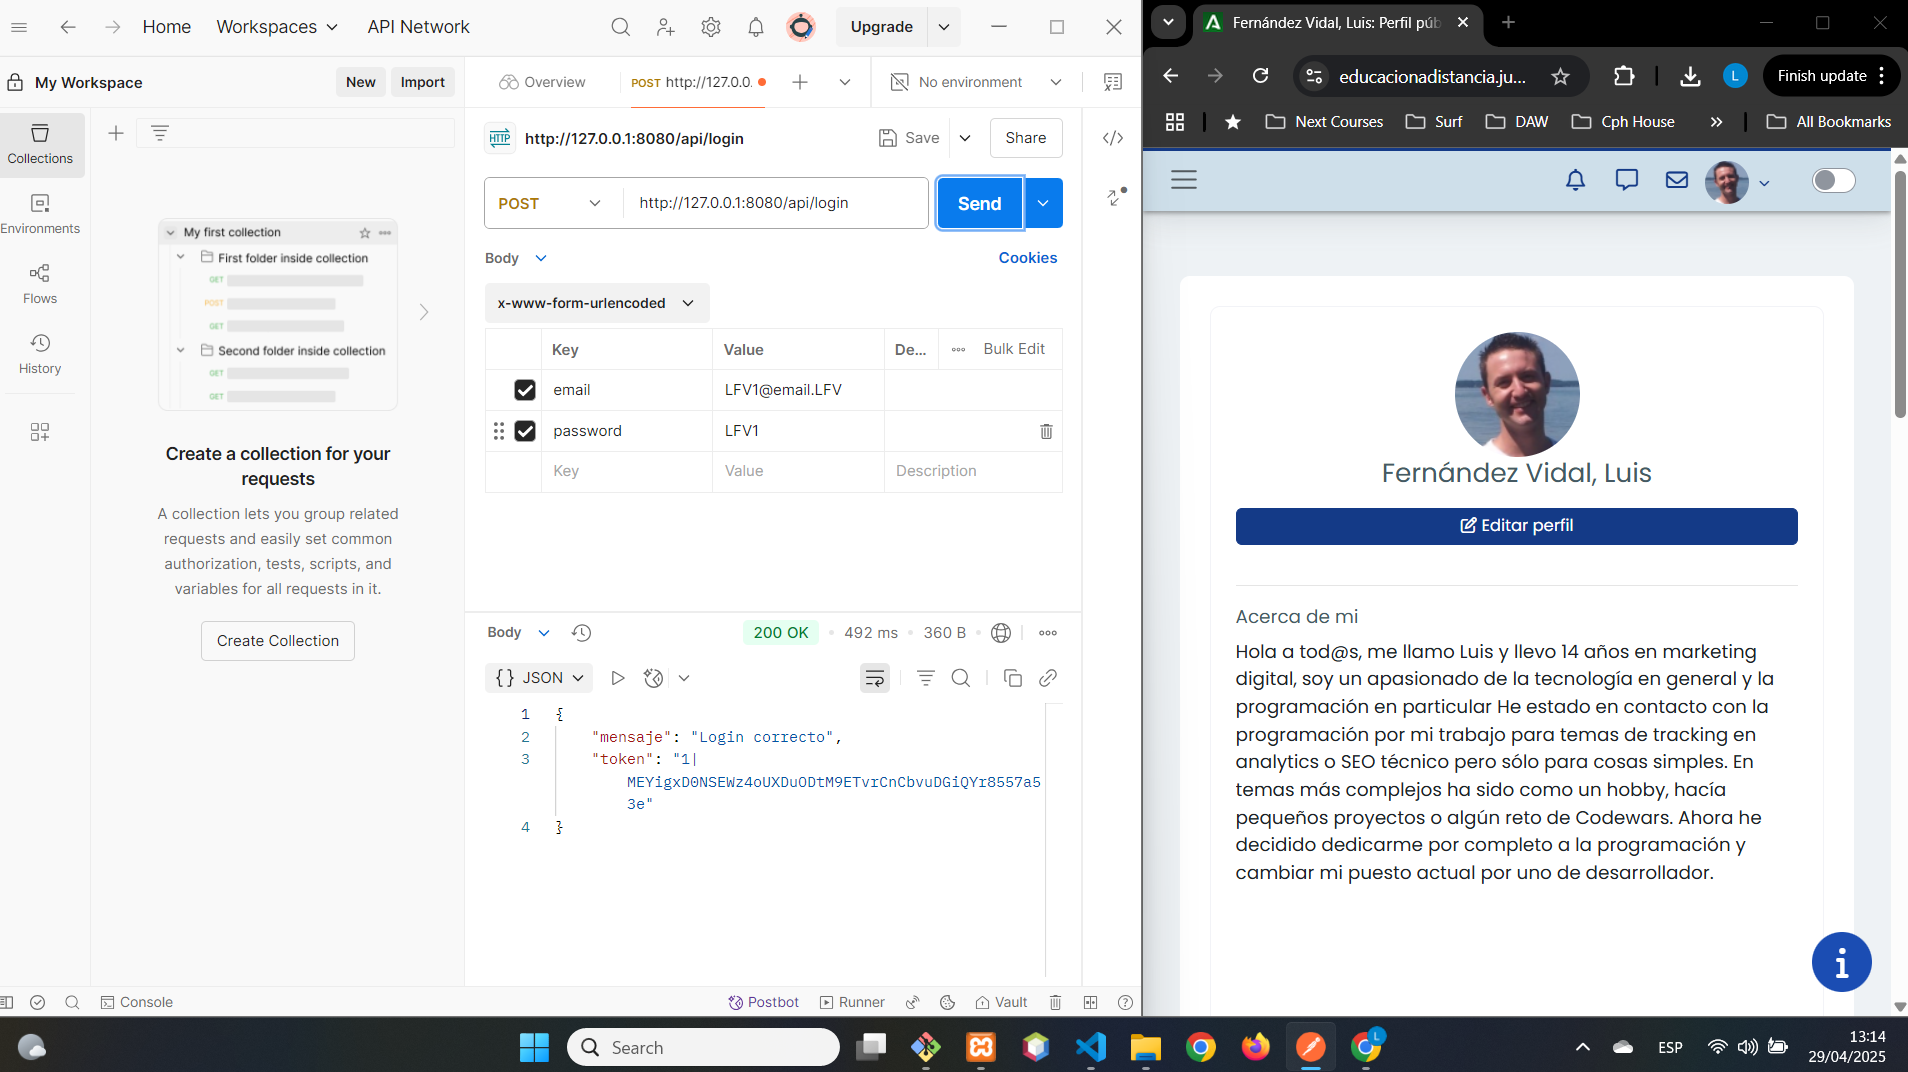 Home
Workspaces
API Network
Upgrade
My Workspace
New
Import
Overview
POST http://127.0.0.
No environment
Collections
Environments
Flows
History
My first collection
First folder inside collection
GET
POST
GET
Second folder inside collection
GET
GET
Create a collection for your
requests
A collection lets you group related
requests and easily set common
authorization, tests, scripts, and
variables for all requests in it.
Create Collection
HTTP
http://127.0.0.1:8080/api/login
Save
Share
POST
http://127.0.0.1:8080/api/login
Send
Body
Cookies
x-www-form-urlencoded
Key Value De... Bulk Edit
email LFV1@email.LFV
password LFV1
Key Value Description
Body
200 OK
492 ms
360 B
{} JSON
1 {
2 "mensaje": "Login correcto",
3 "token": "1|
MEYigxD0NSEWz4oUXDuODtM9ETvrCnCbvuDGiQYr8557a5
3e"
4 }
Console
Postbot
Runner
Vault
Fernández Vidal, Luis: Perfil púb
educacionadistancia.ju...
L
Finish update
Next Courses
Surf
DAW
Cph House
All Bookmarks
Fernández Vidal, Luis
Editar perfil
Acerca de mi
Hola a tod@s, me llamo Luis y llevo 14 años en marketing
digital, soy un apasionado de la tecnología en general y la
programación en particular He estado en contacto con la
programación por mi trabajo para temas de tracking en
analytics o SEO técnico pero sólo para cosas simples. En
temas más complejos ha sido como un hobby, hacía
pequeños proyectos o algún reto de Codewars. Ahora he
decidido dedicarme por completo a la programación y
cambiar mi puesto actual por uno de desarrollador.
Search
L
ESP
13:14
29/04/2025